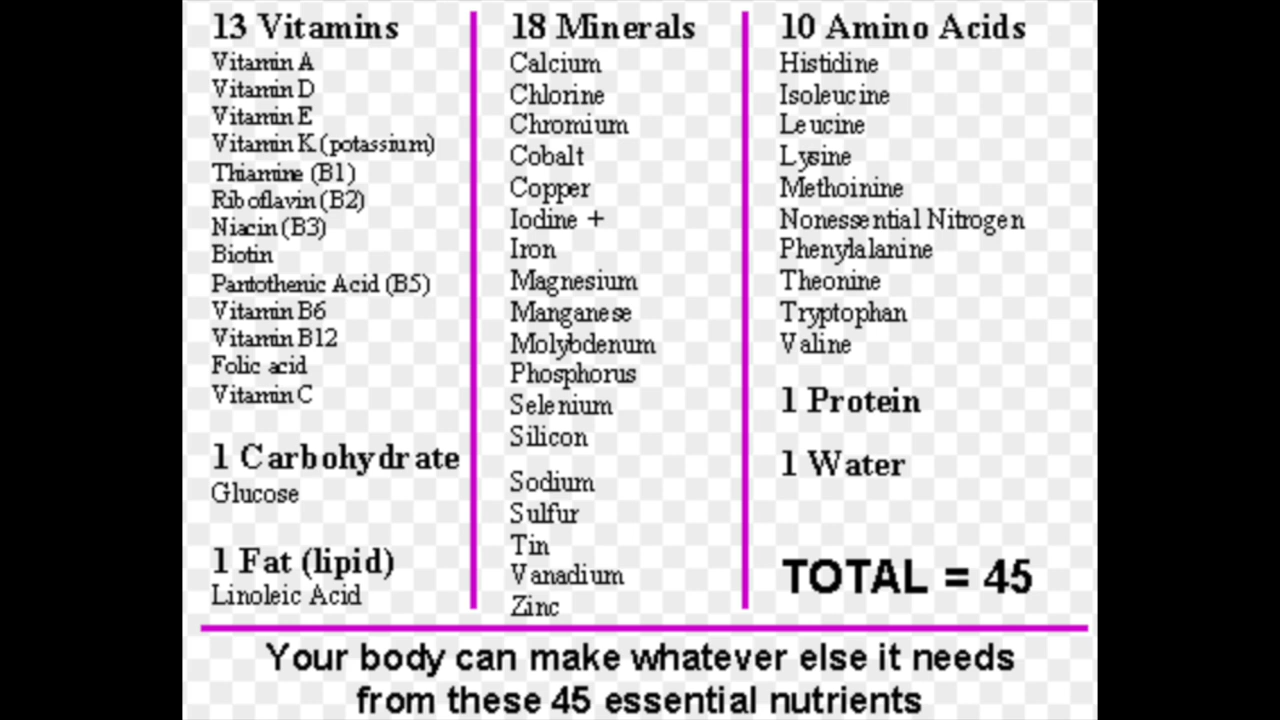 13 Vitamins
Vitamin A
Vitamin D
Vitamin E
Vitamin K (potassium)
Thiamine (B1)
Riboflavin (B2)
Niacin (B3)
Biotin
Pantothenic Acid (B5)
Vitamin B6
Vitamin B12
Folic acid
Vitamin C
1 Carbohydrate
Glucose
1 Fat (lipid)
Linoleic Acid
18 Minerals
Calcium
Chlorine
Chromium
Cobalt
Copper
Iodine +
Iron
Magnesium
Manganese
Molybdenum
Phosphorus
Selenium
Silicon
Sodium
Sulfur
Tin
Vanadium
Zinc
10 Amino Acids
Histidine
Isoleucine
Leucine
Lysine
Methoinine
Nonessential Nitrogen
Phenylalanine
Theonine
Tryptophan
Valine
1 Protein
1 Water
TOTAL = 45
Your body can make whatever else it needs
from these 45 essential nutrients